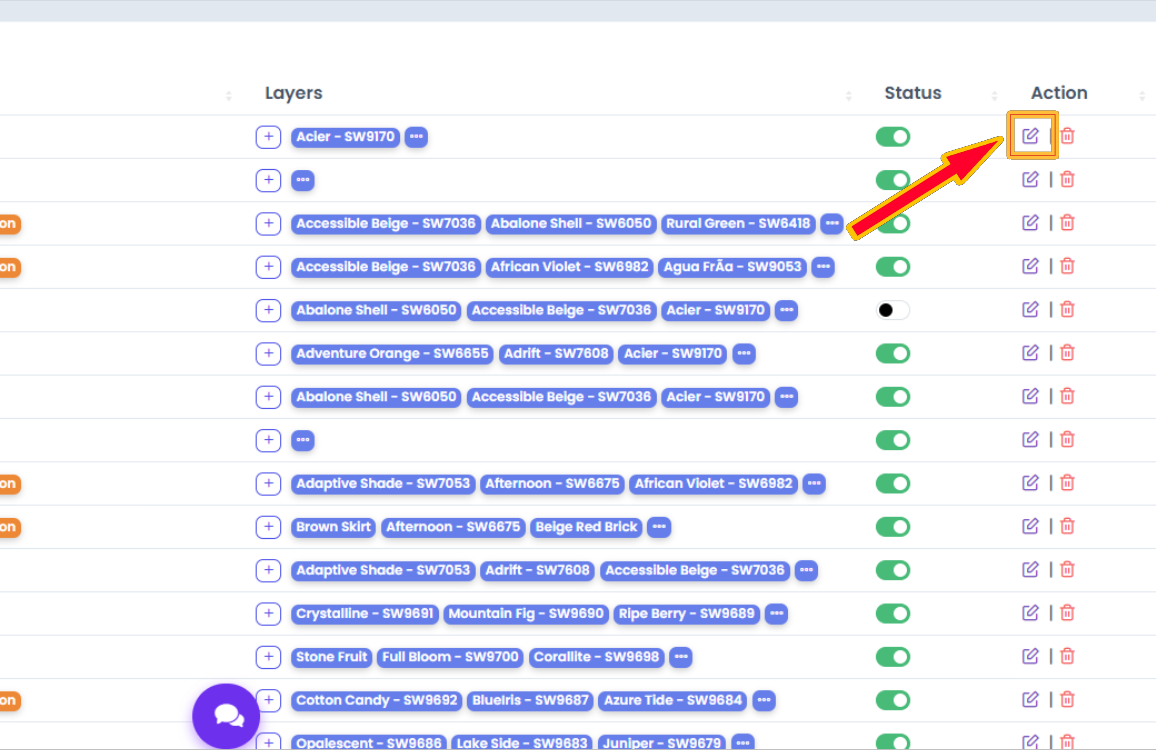 Layers Status Action
Acier - SW9170
on Accessible Beige - SW7036 Abalone Shell - SW6050 Rural Green - SW6418
on Accessible Beige - SW7036 African Violet - SW6982 Agua FrÃa - SW9053
Abalone Shell - SW6050 Accessible Beige - SW7036 Acier - SW9170
Adventure Orange - SW6655 Adrift - SW7608 Acier - SW9170
Abalone Shell - SW6050 Accessible Beige - SW7036 Acier - SW9170
on Adaptive Shade - SW7053 Afternoon - SW6675 African Violet - SW6982
on Brown Skirt Afternoon - SW6675 Beige Red Brick
Adaptive Shade - SW7053 Adrift - SW7608 Accessible Beige - SW7036
Crystalline - SW9691 Mountain Fig - SW9690 Ripe Berry - SW9689
Stone Fruit Full Bloom - SW9700 Corallite - SW9698
on Cotton Candy - SW9692 BlueIris - SW9687 Azure Tide - SW9684
Opalescent - SW9686 Lake Side - SW9683 Juniper - SW9679